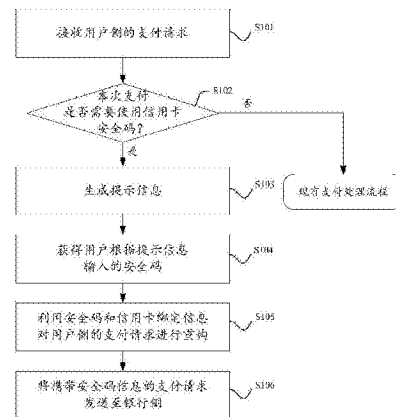 接收用户侧的支付请求
S101
本次支付
是否需要使用信用卡
安全码?
S102
否
是
生成提示信息
S103
现有支付处理流程
获得用户根据提示信息
输入的安全码
S104
利用安全码和信用卡绑定信息
对用户侧的支付请求进行重构
S105
将携带安全码信息的支付请求
发送至银行侧
S106